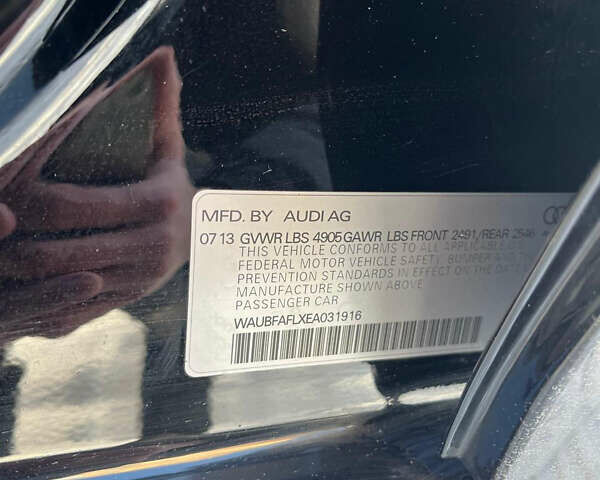 MFD. BY AUDI AG
07 13 GVWR LBS 4905 GAWR LBS FRONT 2491/REAR 2546
THIS VEHICLE CONFORMS TO ALL APPLICABLE U.S.
FEDERAL MOTOR VEHICLE SAFETY, BUMPER AND THEFT
PREVENTION STANDARDS IN EFFECT ON THE DATE OF
MANUFACTURE SHOWN ABOVE
PASSENGER CAR
WAUBFAFLXEA031916